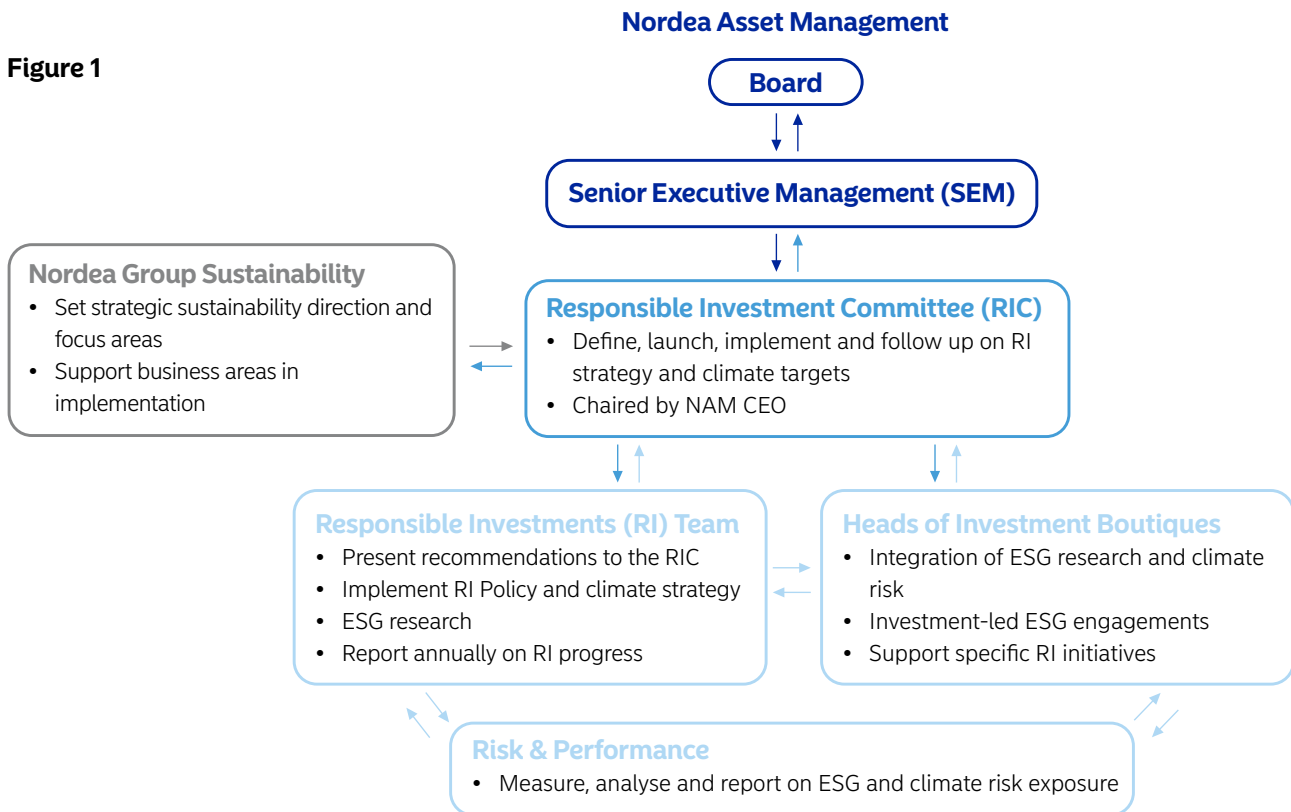 Nordea Asset Management
Figure 1
Board
Senior Executive Management (SEM)
Nordea Group Sustainability
• Set strategic sustainability direction and
focus areas
• Support business areas in
implementation
Responsible Investment Committee (RIC)
• Define, launch, implement and follow up on RI
strategy and climate targets
• Chaired by NAM CEO
Responsible Investments (RI) Team
• Present recommendations to the RIC
• Implement RI Policy and climate strategy
• ESG research
• Report annually on RI progress
Heads of Investment Boutiques
• Integration of ESG research and climate
risk
• Investment-led ESG engagements
• Support specific RI initiatives
Risk & Performance
• Measure, analyse and report on ESG and climate risk exposure